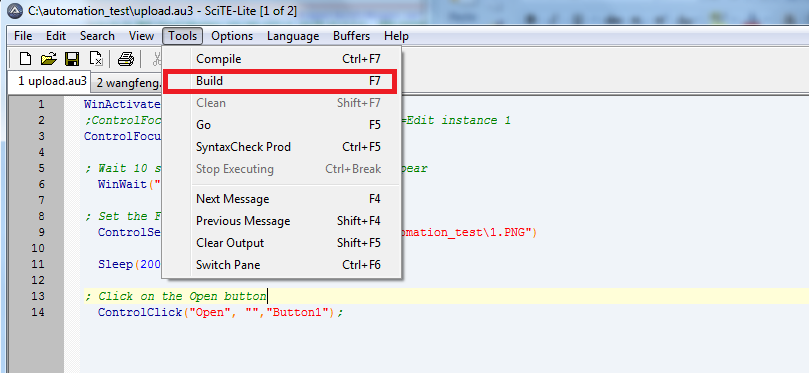 C:\automation_test\upload.au3 - SciTE-Lite [1 of 2]
File Edit Search View Tools Options Language Buffers Help
Compile Ctrl+F7
Build F7
Clean Shift+F7
Go F5
SyntaxCheck Prod Ctrl+F5
Stop Executing Ctrl+Break
Next Message F4
Previous Message Shift+F4
Clear Output Shift+F5
Switch Pane Ctrl+F6
1 upload.au3 2 wangfeng.
1 WinActivate
2 ;ControlFoc =Edit instance 1
3 ControlFocu
4
5 ; Wait 10 s pear
6 WinWait("
7
8 ; Set the F
9 ControlSe tomation_test\1.PNG")
10
11 Sleep(200
12
13 ; Click on the Open button
14 ControlClick("Open", "","Button1");